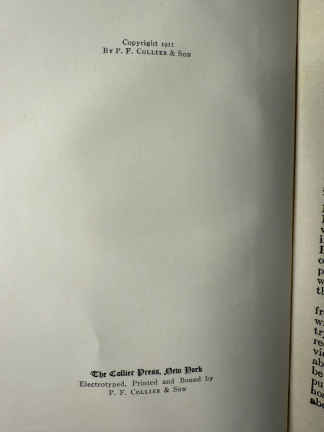 Copyright 1911
By P. F. Collier & Son
The Collier Press, New York
Electrotyped, Printed and Bound by
P. F. Collier & Son